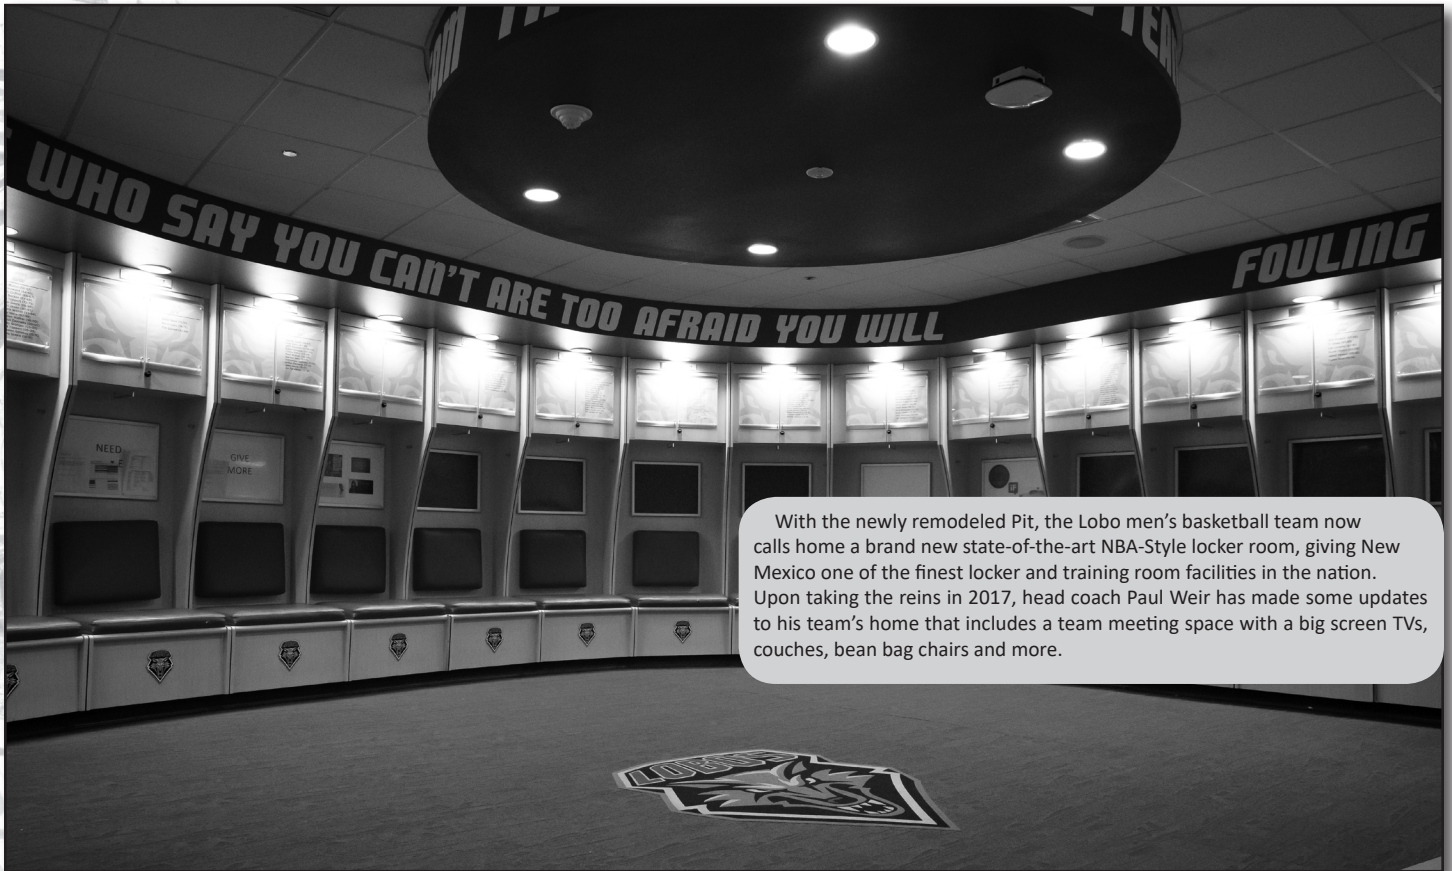 TEA
WHO SAY YOU CAN'T ARE TOO AFRAID YOU WILL
FOULING
NEED
GIVE
MORE
With the newly remodeled Pit, the Lobo men's basketball team now
calls home a brand new state-of-the-art NBA-Style locker room, giving New
Mexico one of the finest locker and training room facilities in the nation.
Upon taking the reins in 2017, head coach Paul Weir has made some updates
to his team's home that includes a team meeting space with a big screen TVs,
couches, bean bag chairs and more.
LOBOS